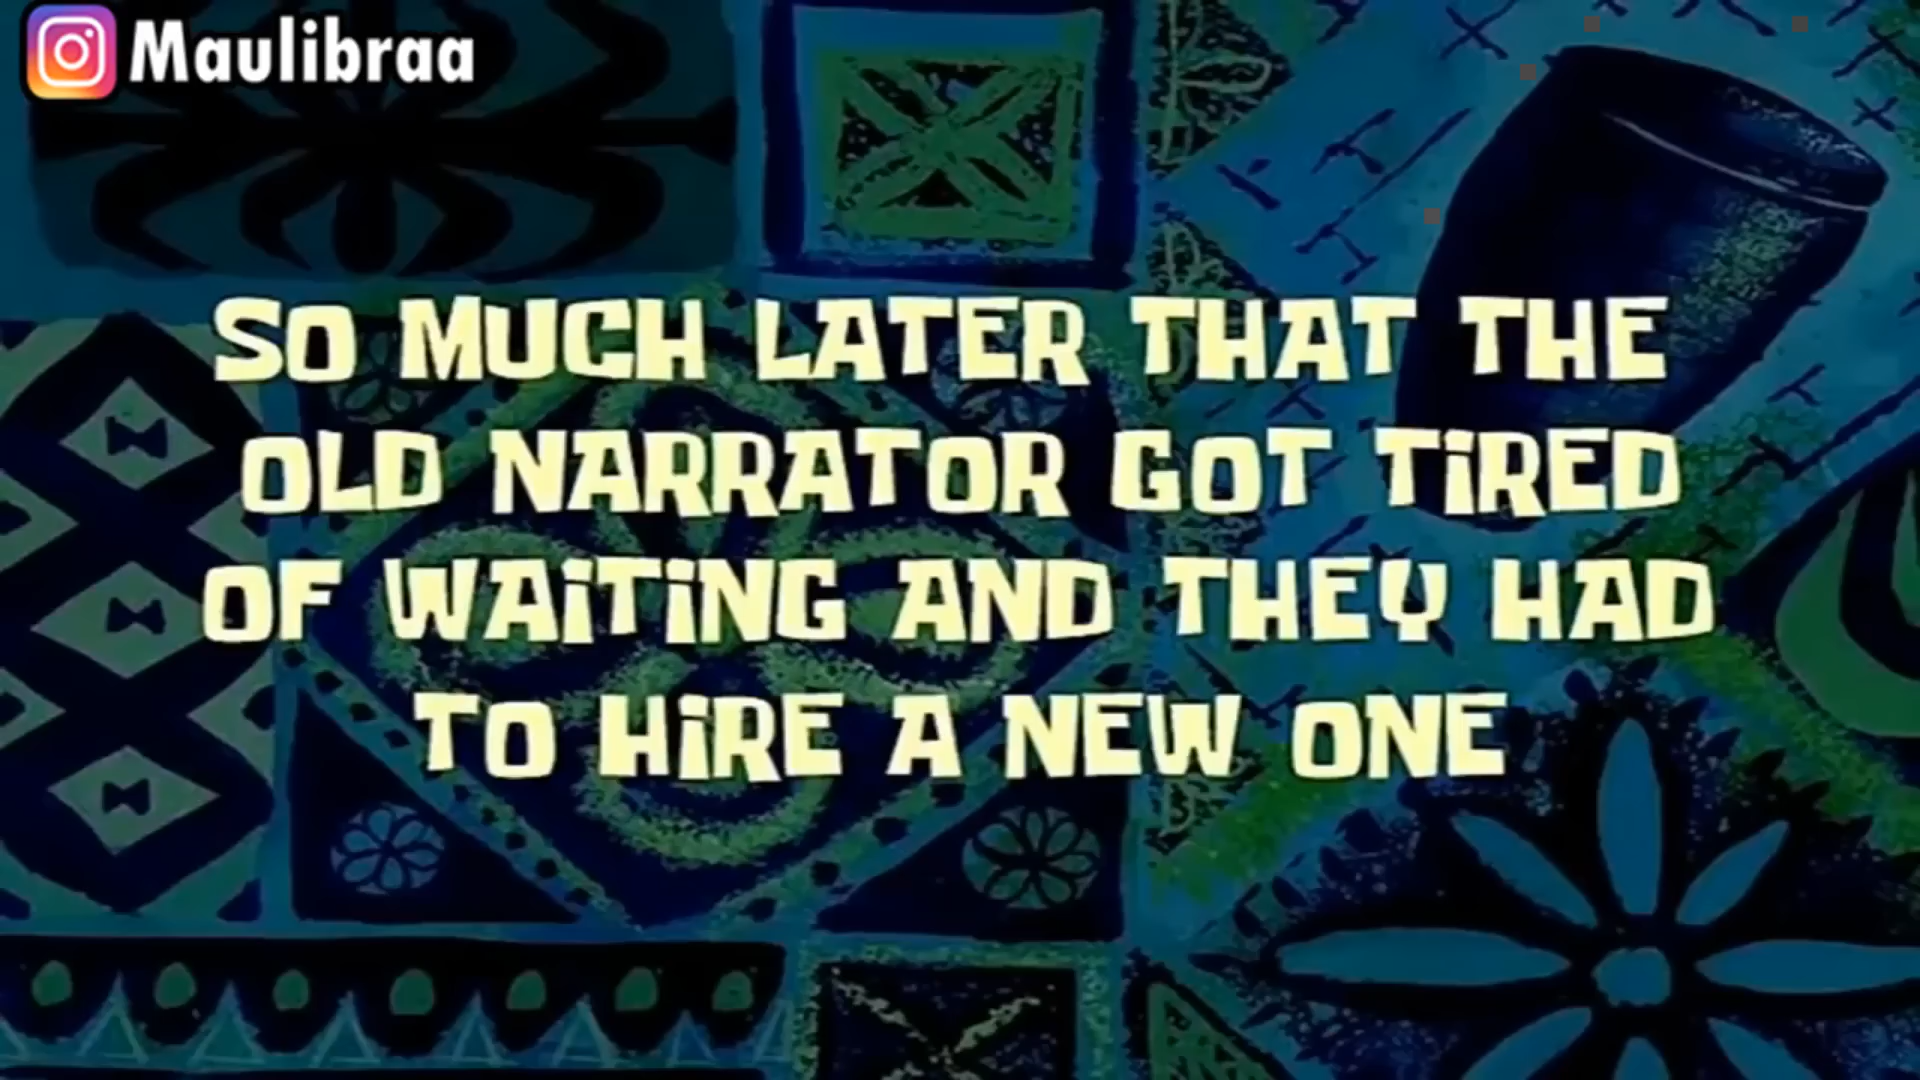 Maulibraa
SO MUCH LATER THAT THE
OLD NARRATOR GOT TiRED
OF WAiTiNG AND THEY HAD
TO HiRE A NEW ONE